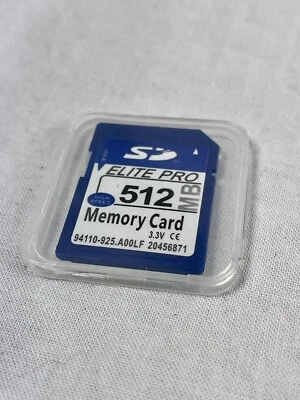 SD
ELITE PRO
HIGH SPEED
512 MB
Memory Card
3.3V CE
94110-925.A00LF 20456871